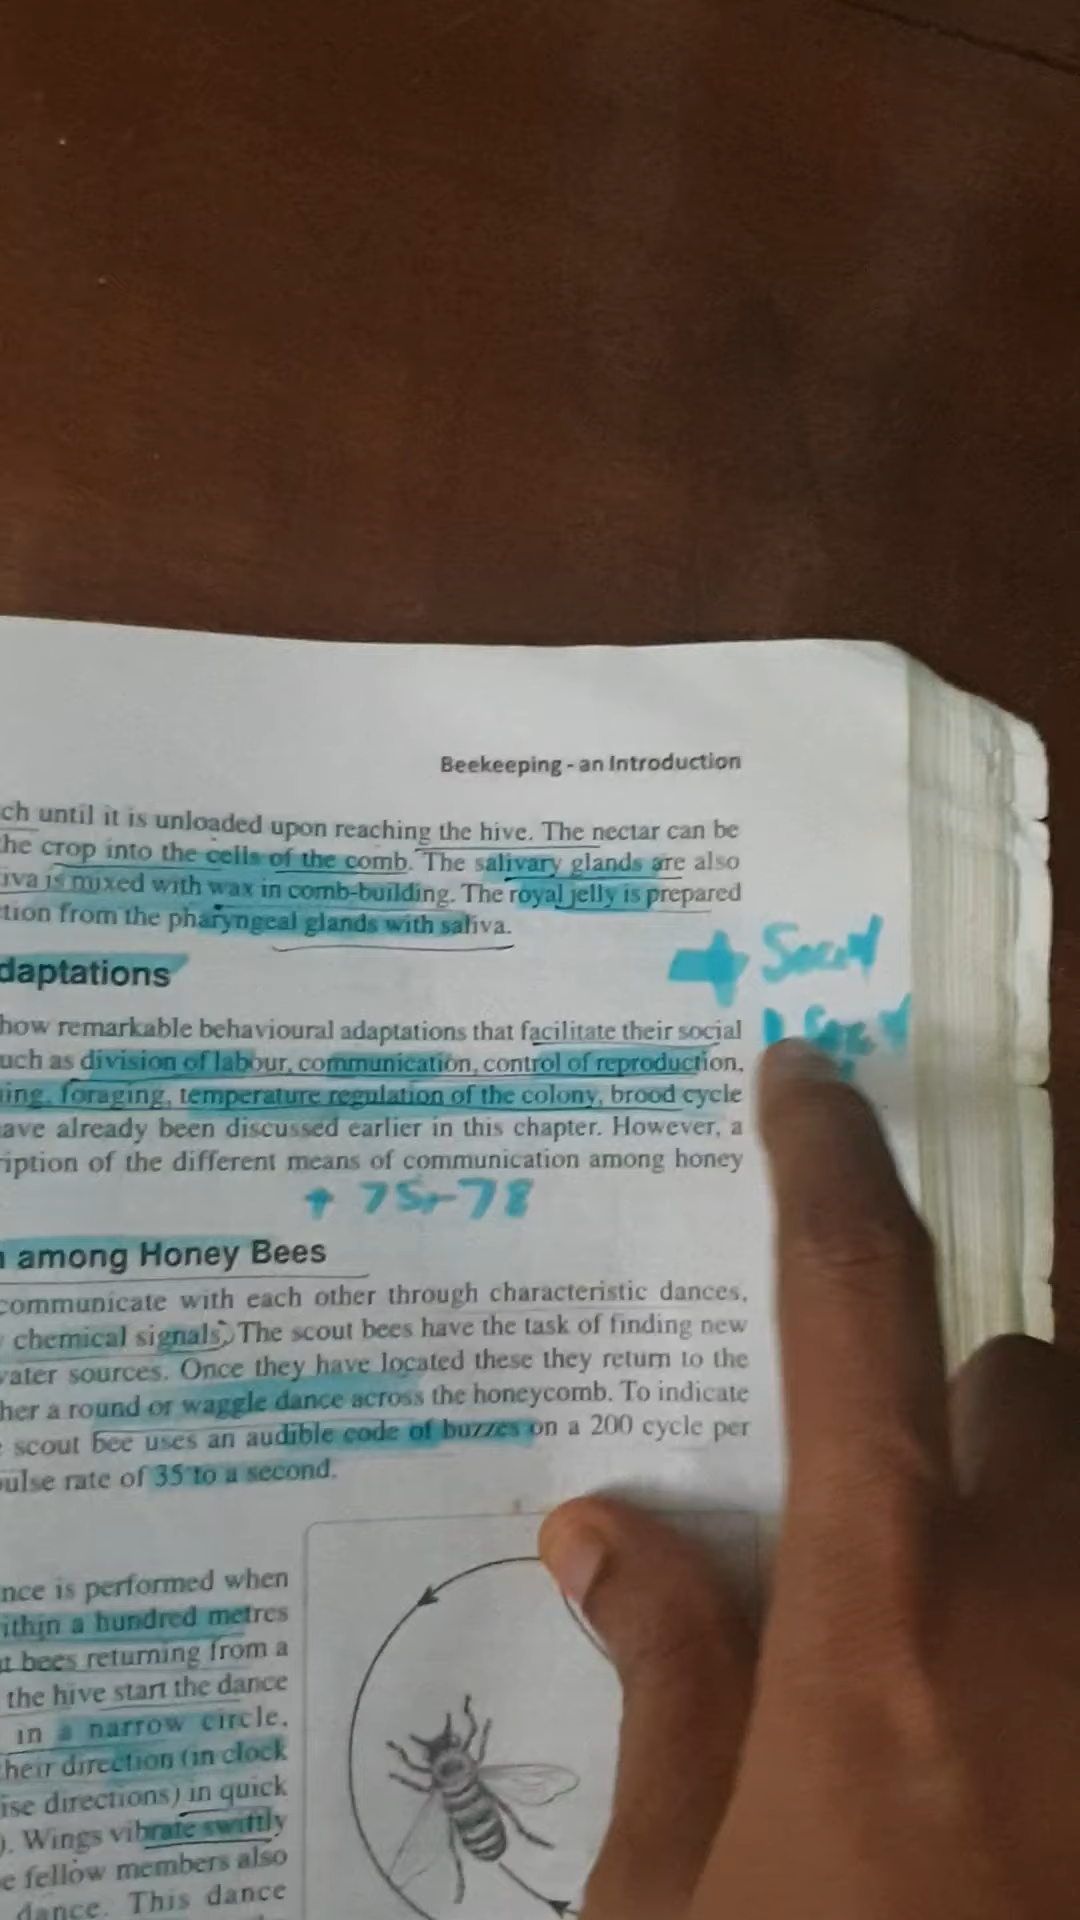 Beekeeping - an Introduction
ch until it is unloaded upon reaching the hive. The nectar can be
he crop into the cells of the comb. The salivary glands are also
iva is mixed with wax in comb-building. The royal jelly is prepared
tion from the pharyngeal glands with saliva.
daptations
how remarkable behavioural adaptations that facilitate their social
uch as division of labour, communication, control of reproduction,
ing, foraging, temperature regulation of the colony, brood cycle
ave already been discussed earlier in this chapter. However, a
ription of the different means of communication among honey
75 - 78
among Honey Bees
communicate with each other through characteristic dances,
chemical signals. The scout bees have the task of finding new
vater sources. Once they have located these they return to the
her a round or waggle dance across the honeycomb. To indicate
scout bee uses an audible code of buzzes on a 200 cycle per
pulse rate of 35 to a second.
nce is performed when
ithin a hundred metres
t bees returning from a
the hive start the dance
in a narrow circle,
heir direction (in clock
ise directions) in quick
). Wings vibrate swiftly
e fellow members also
dance. This dance